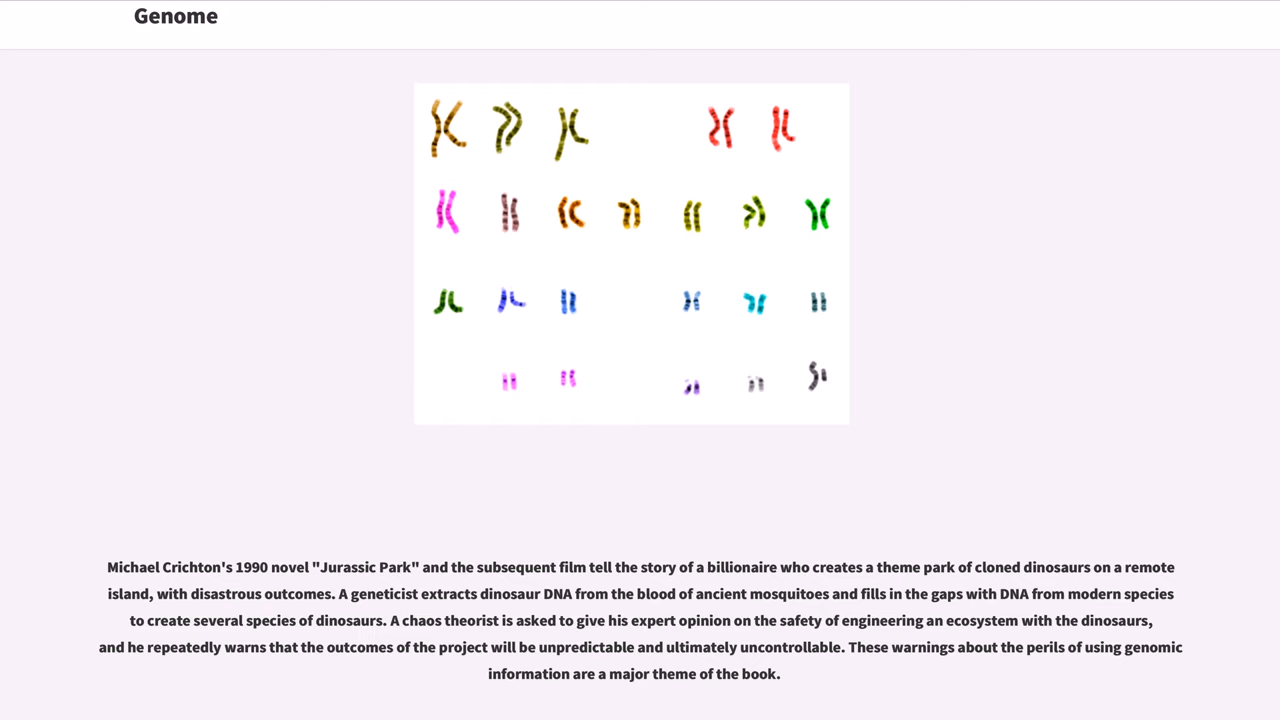 Genome
Michael Crichton's 1990 novel "Jurassic Park" and the subsequent film tell the story of a billionaire who creates a theme park of cloned dinosaurs on a remote
island, with disastrous outcomes. A geneticist extracts dinosaur DNA from the blood of ancient mosquitoes and fills in the gaps with DNA from modern species
to create several species of dinosaurs. A chaos theorist is asked to give his expert opinion on the safety of engineering an ecosystem with the dinosaurs,
and he repeatedly warns that the outcomes of the project will be unpredictable and ultimately uncontrollable. These warnings about the perils of using genomic
information are a major theme of the book.